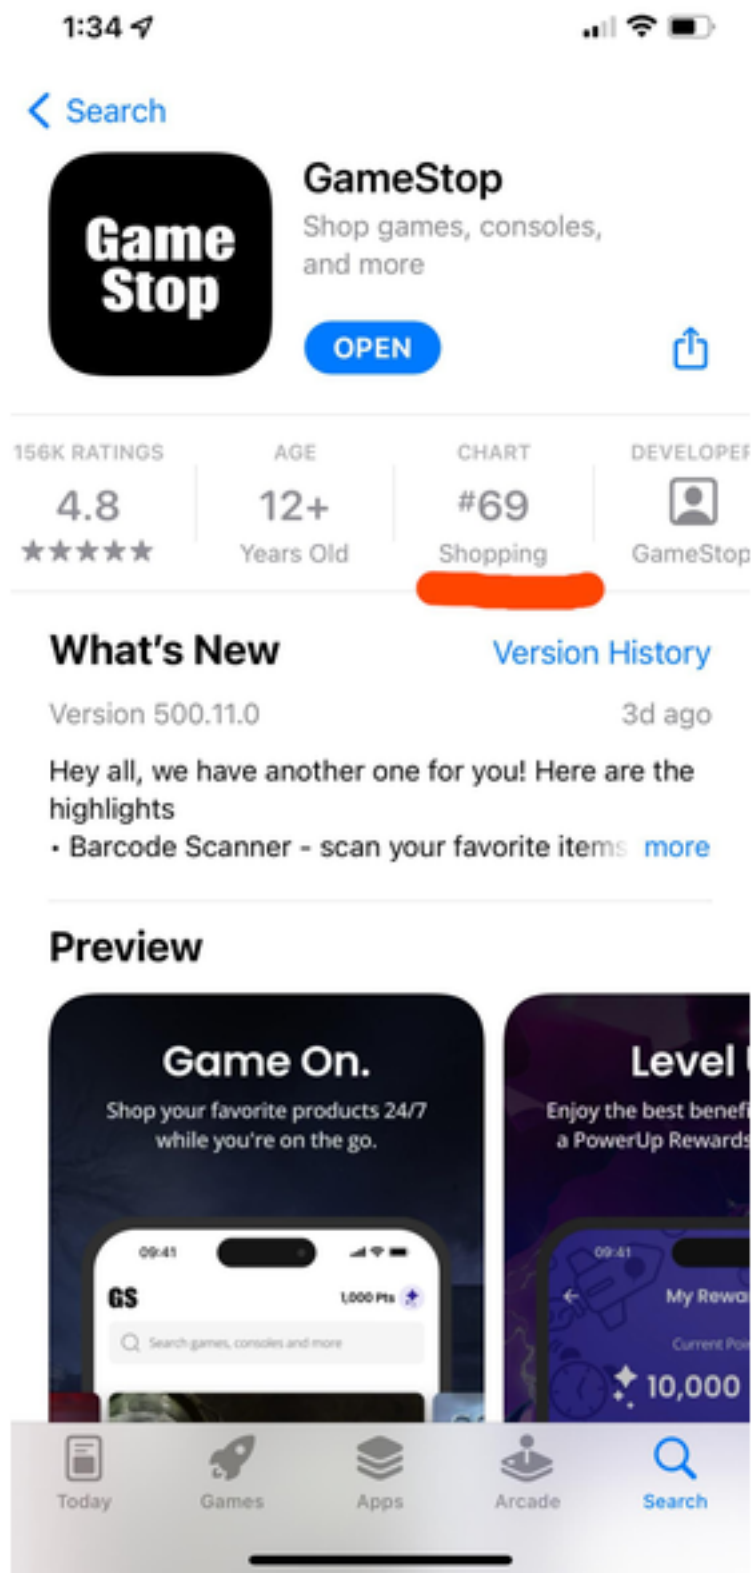 1:34
Search
Game
Stop
GameStop
Shop games, consoles,
and more
OPEN
156K RATINGS
4.8
AGE
12+
Years Old
CHART
#69
Shopping
DEVELOPER
GameStop
What's New
Version History
Version 500.11.0
3d ago
Hey all, we have another one for you! Here are the
highlights
• Barcode Scanner - scan your favorite items
more
Preview
Game On.
Shop your favorite products 24/7
while you're on the go.
09:41
GS
1,000 Pts
Search games, consoles and more
Level
Enjoy the best benefi
a PowerUp Rewards
09:41
My Rewa
Current Poi
10,000
Today
Games
Apps
Arcade
Search